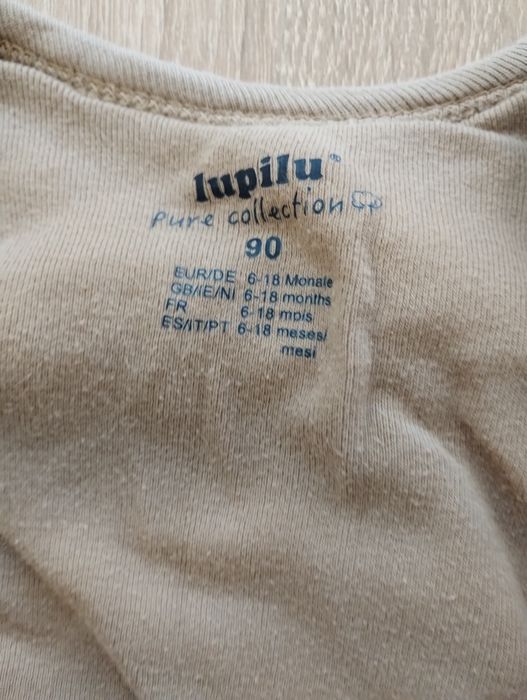 lupilu®
pure collection
90
EUR/DE 6-18 Monate
GB/IE/NI 6-18 months
FR 6-18 mois
ES/IT/PT 6-18 meses/
mesi